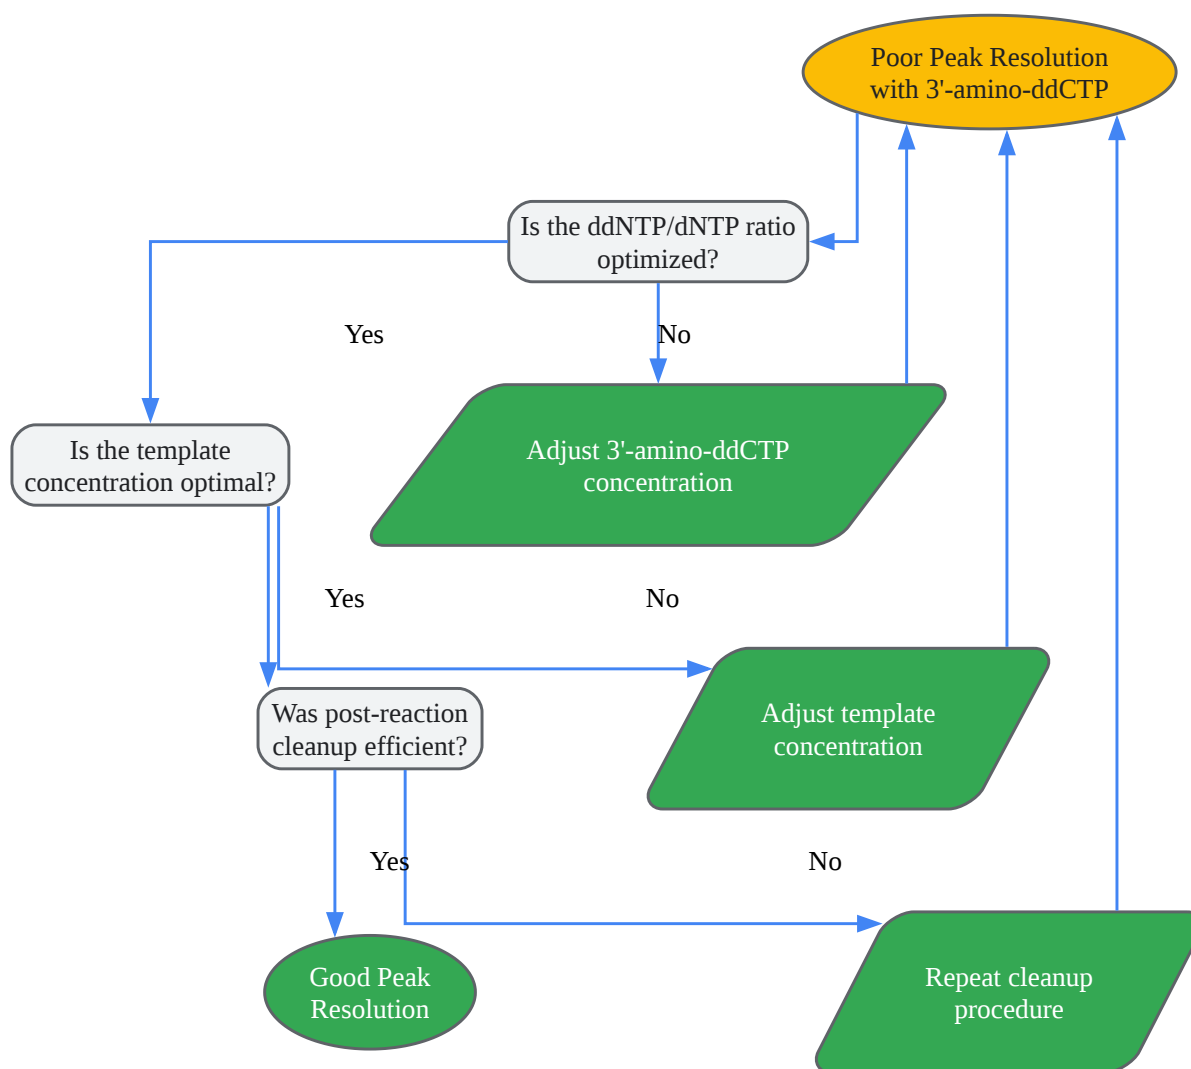 Poor Peak Resolution
with 3'-amino-ddCTP
Is the ddNTP/dNTP ratio
optimized?
Yes
No
Is the template
concentration optimal?
Adjust 3'-amino-ddCTP
concentration
Yes
No
Was post-reaction
cleanup efficient?
Adjust template
concentration
Yes
No
Good Peak
Resolution
Repeat cleanup
procedure